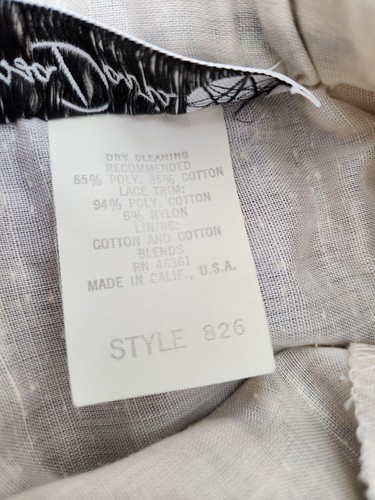 DRY CLEANING
RECOMMENDED
65% POLY. 35% COTTON
LACE TRIM:
94% POLY. COTTON
6% NYLON
LINING:
COTTON AND COTTON
BLENDS
RN 46361
MADE IN CALIF., U.S.A.
STYLE 826